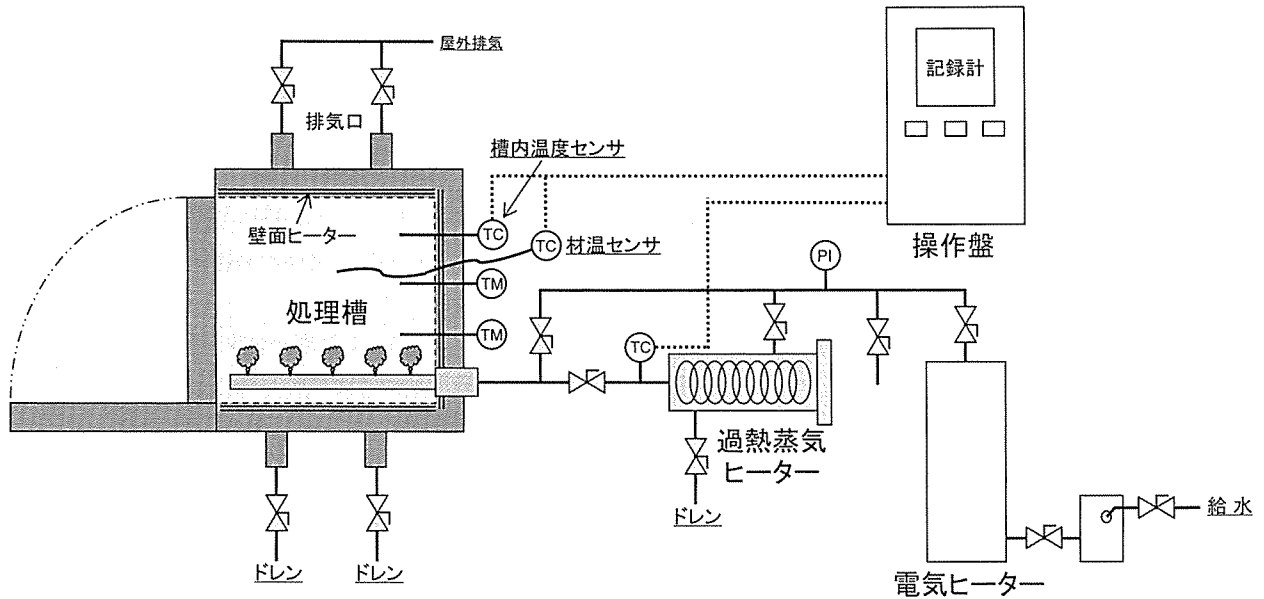 屋外排気
排気口
記録計
操作盤
槽内温度センサ
壁面ヒーター
TC
TC
材温センサ
TM
処理槽
TM
PI
TC
過熱蒸気
ヒーター
ドレン
ドレン
ドレン
給水
電気ヒーター